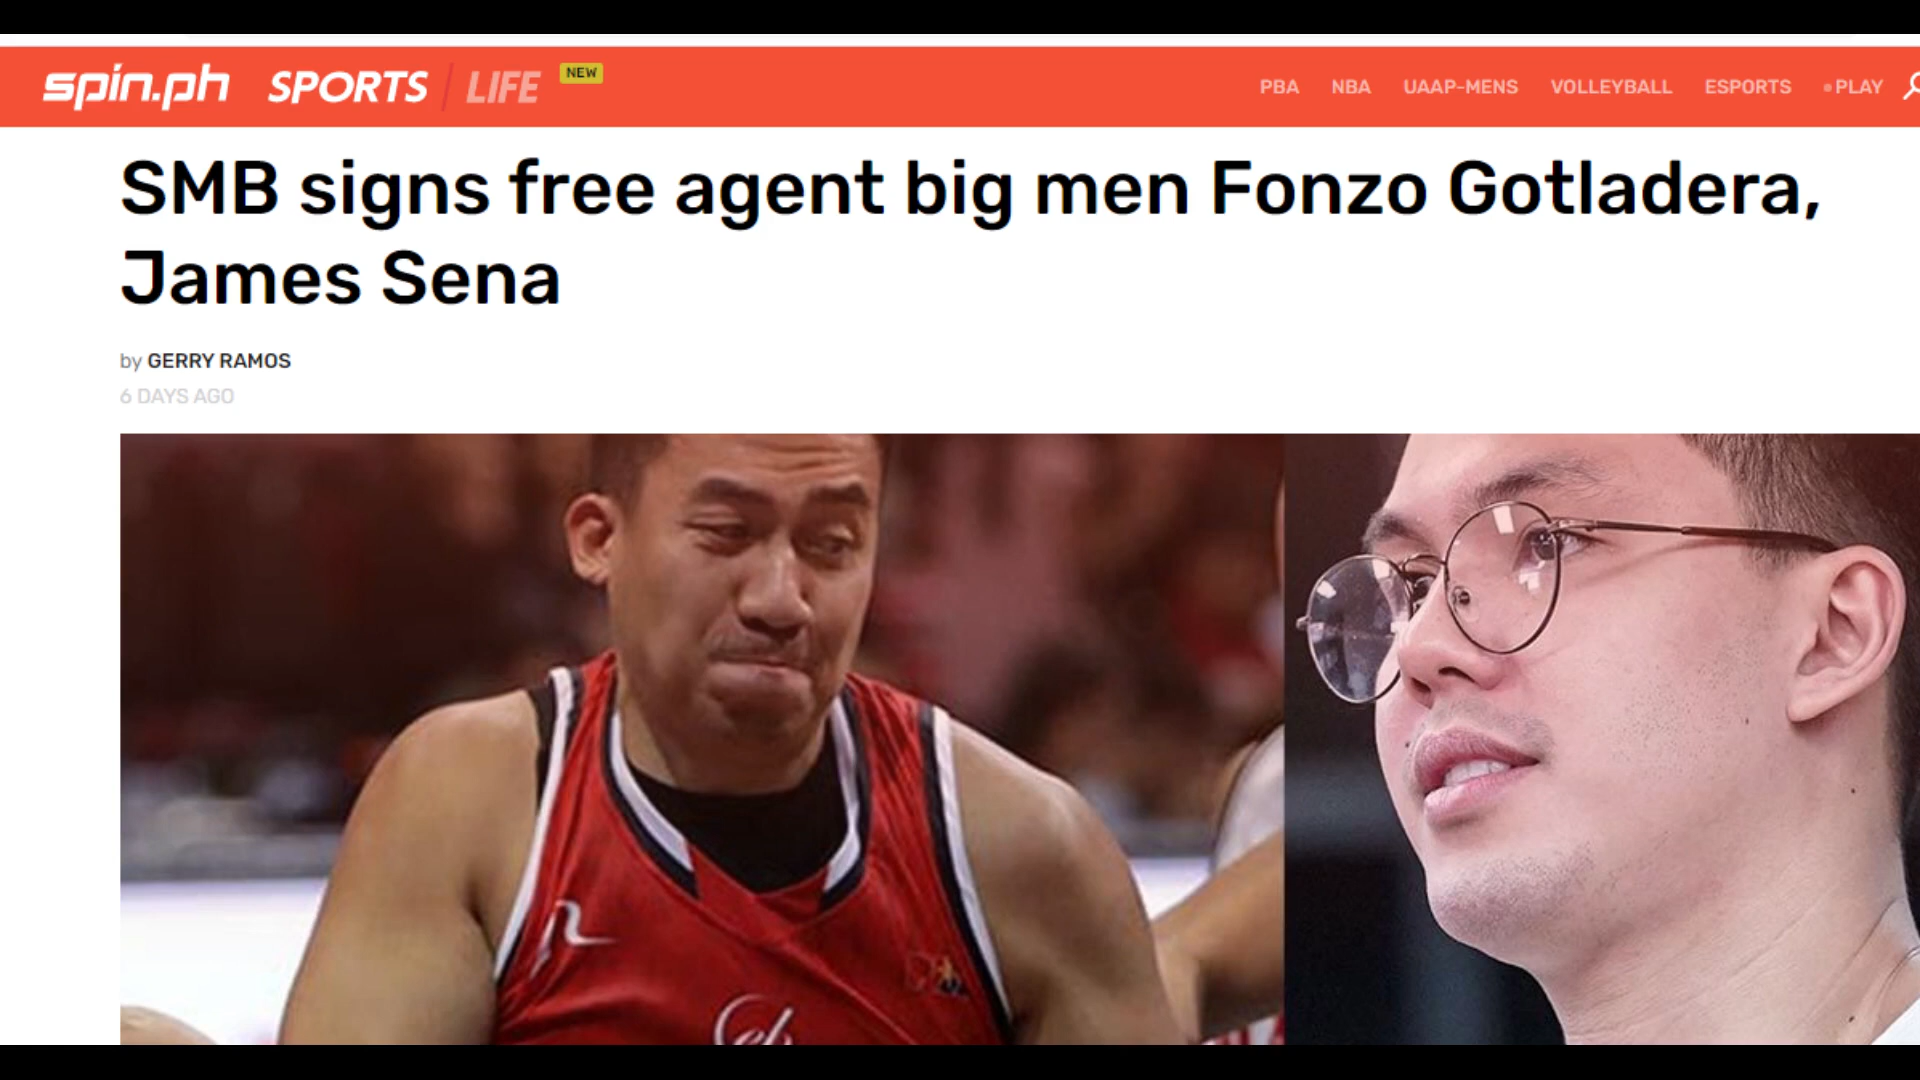 spin.ph SPORTS LIFE NEW PBA NBA UAAP-MENS VOLLEYBALL ESPORTS PLAY
SMB signs free agent big men Fonzo Gotladera,
James Sena
by GERRY RAMOS
6 DAYS AGO